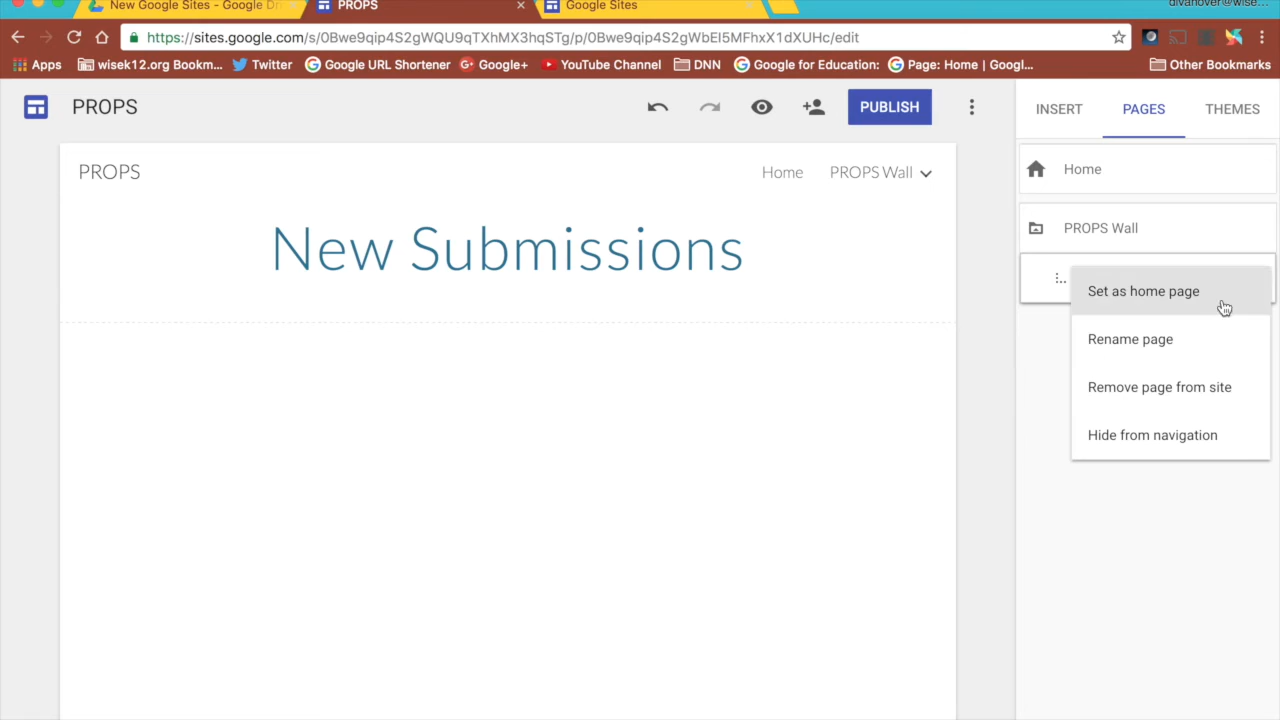 New Google Sites - Google Dr
PROPS
Google Sites
divanover@wise...
https://sites.google.com/s/0Bwe9qip4S2gWQU9qTXhMX3hqSTg/p/0Bwe9qip4S2gWbEI5MFhxX1dXUHc/edit
Apps
wisek12.org Bookm...
Twitter
Google URL Shortener
Google+
YouTube Channel
DNN
Google for Education:
Page: Home | Googl...
Other Bookmarks
PROPS
PUBLISH
INSERT
PAGES
THEMES
PROPS
Home
PROPS Wall
New Submissions
Home
PROPS Wall
Set as home page
Rename page
Remove page from site
Hide from navigation